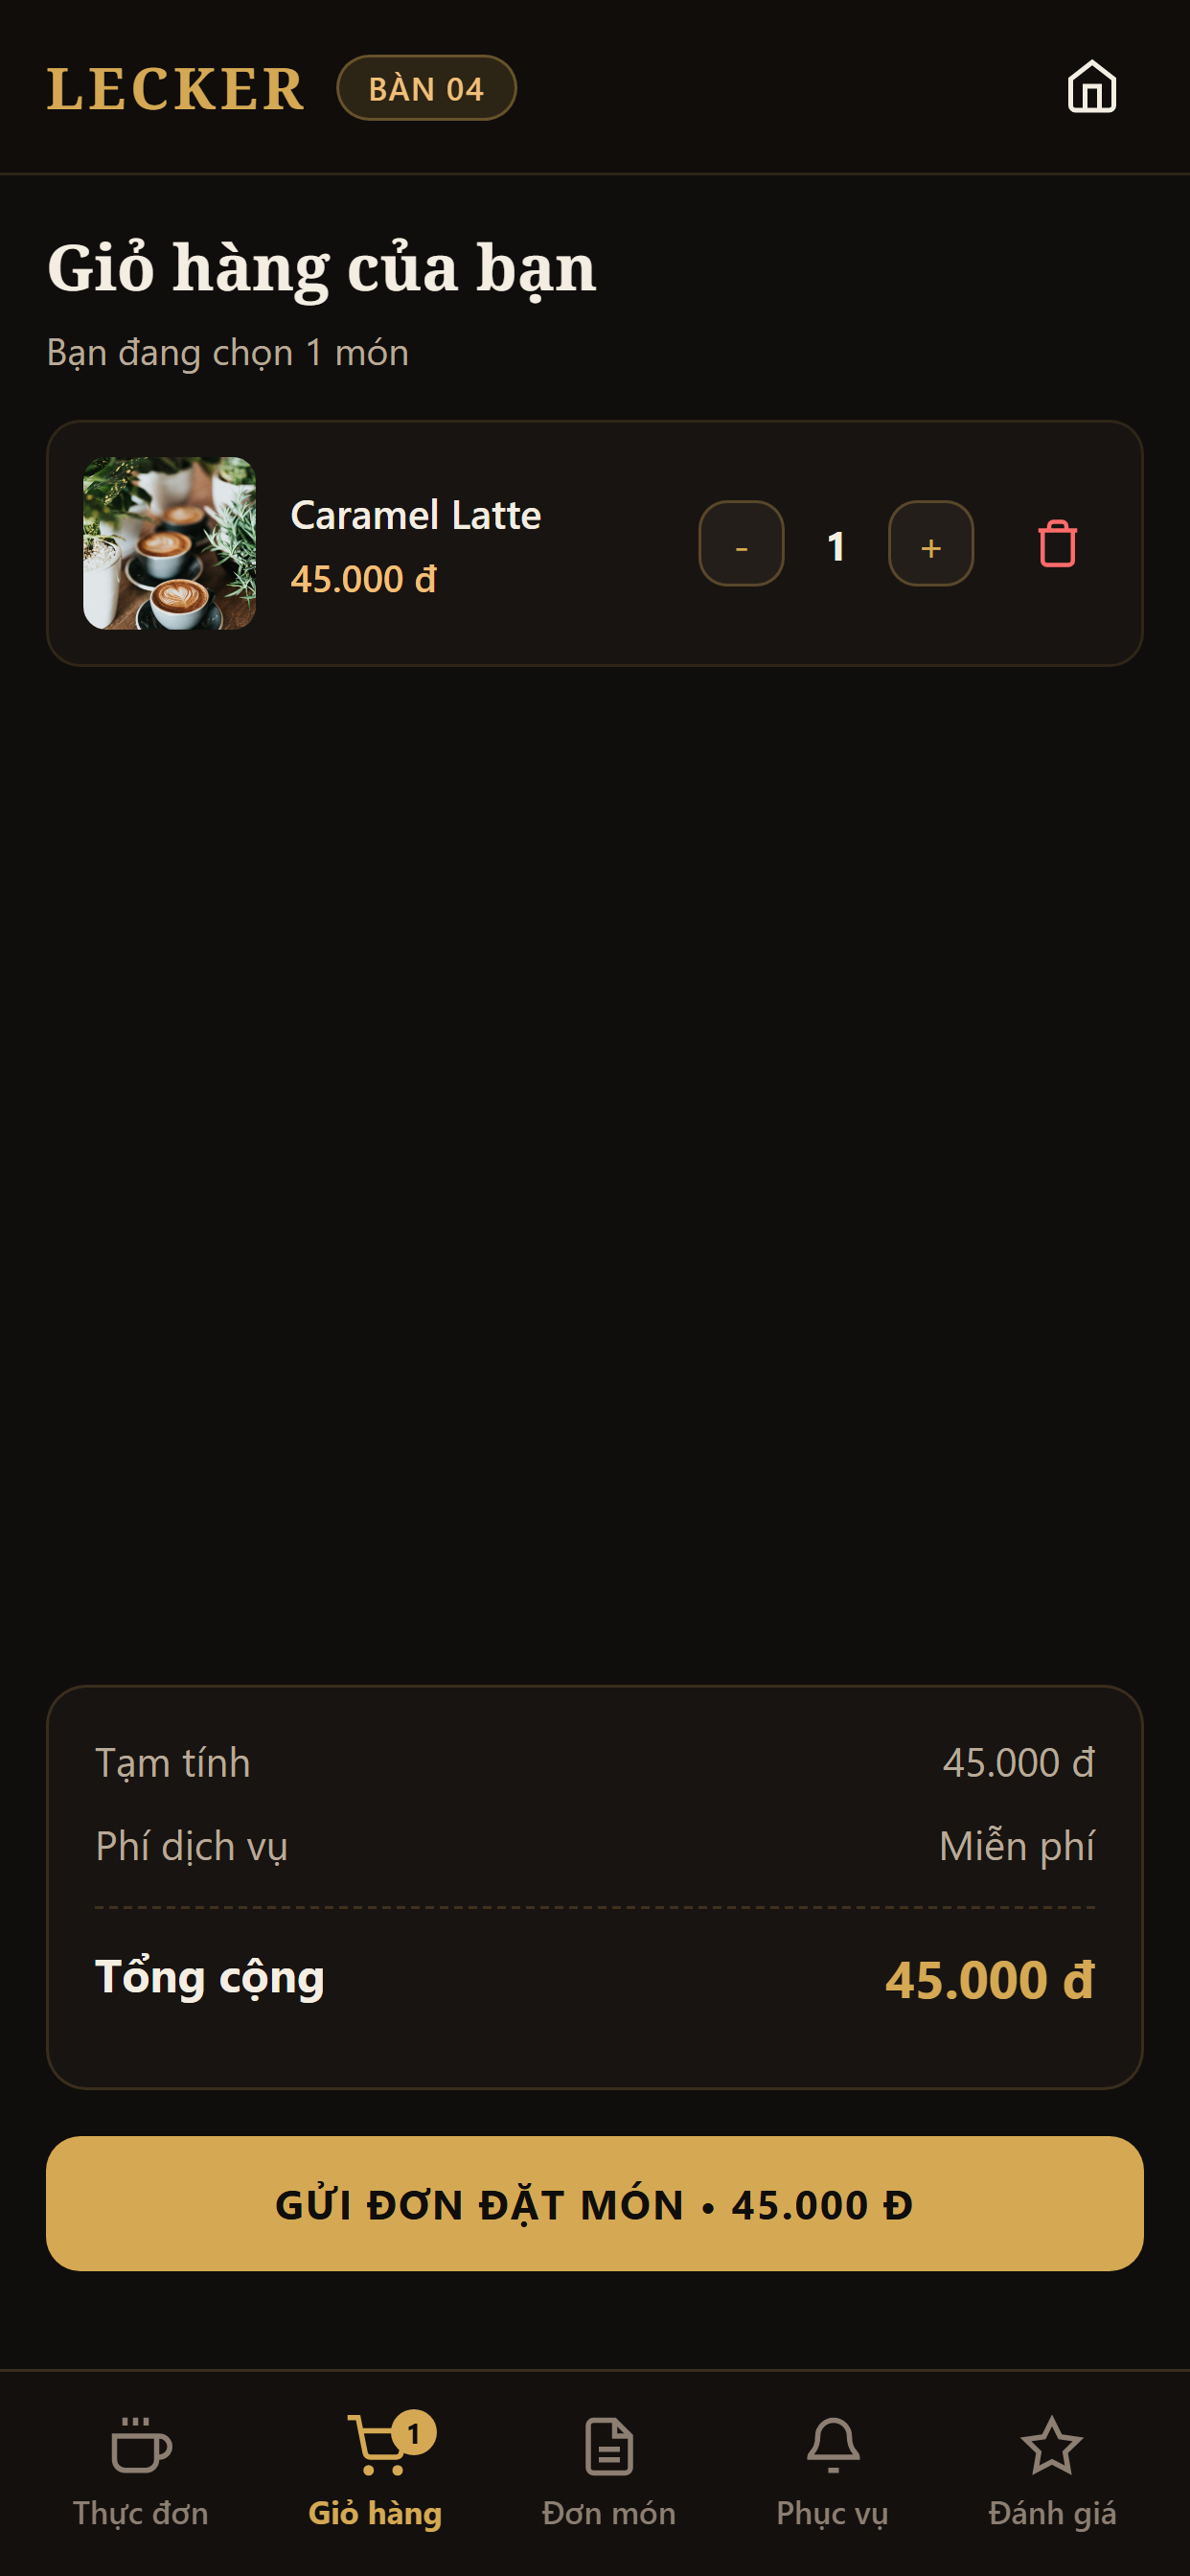 LECKER BÀN 04
Giỏ hàng của bạn
Bạn đang chọn 1 món
Caramel Latte
45.000 đ
- 1 +
Tạm tính 45.000 đ
Phí dịch vụ Miễn phí
Tổng cộng 45.000 đ
GỬI ĐƠN ĐẶT MÓN • 45.000 Đ
1
Thực đơn Giỏ hàng Đơn món Phục vụ Đánh giá